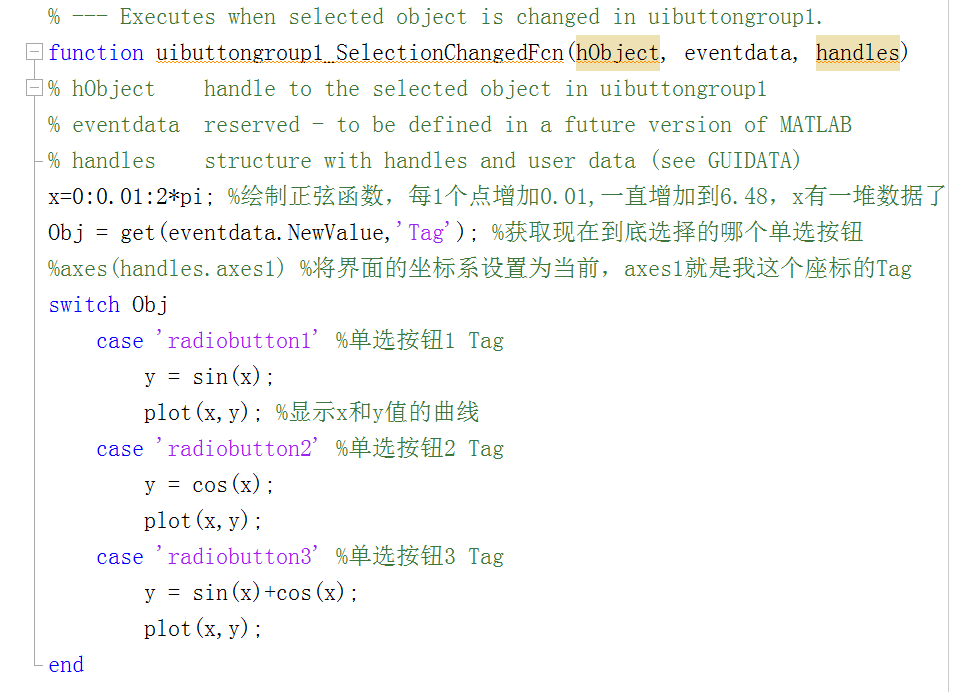 % --- Executes when selected object is changed in uibuttongroup1.
function uibuttongroup1_SelectionChangedFcn(hObject, eventdata, handles)
% hObject    handle to the selected object in uibuttongroup1
% eventdata  reserved - to be defined in a future version of MATLAB
% handles    structure with handles and user data (see GUIDATA)
x=0:0.01:2*pi; %绘制正弦函数，每1个点增加0.01,一直增加到6.48，x有一堆数据了
Obj = get(eventdata.NewValue,'Tag'); %获取现在到底选择的哪个单选按钮
%axes(handles.axes1) %将界面的坐标系设置为当前，axes1就是我这个座标的Tag
switch Obj
    case 'radiobutton1' %单选按钮1 Tag
        y = sin(x);
        plot(x,y); %显示x和y值的曲线
    case 'radiobutton2' %单选按钮2 Tag
        y = cos(x);
        plot(x,y);
    case 'radiobutton3' %单选按钮3 Tag
        y = sin(x)+cos(x);
        plot(x,y);
end